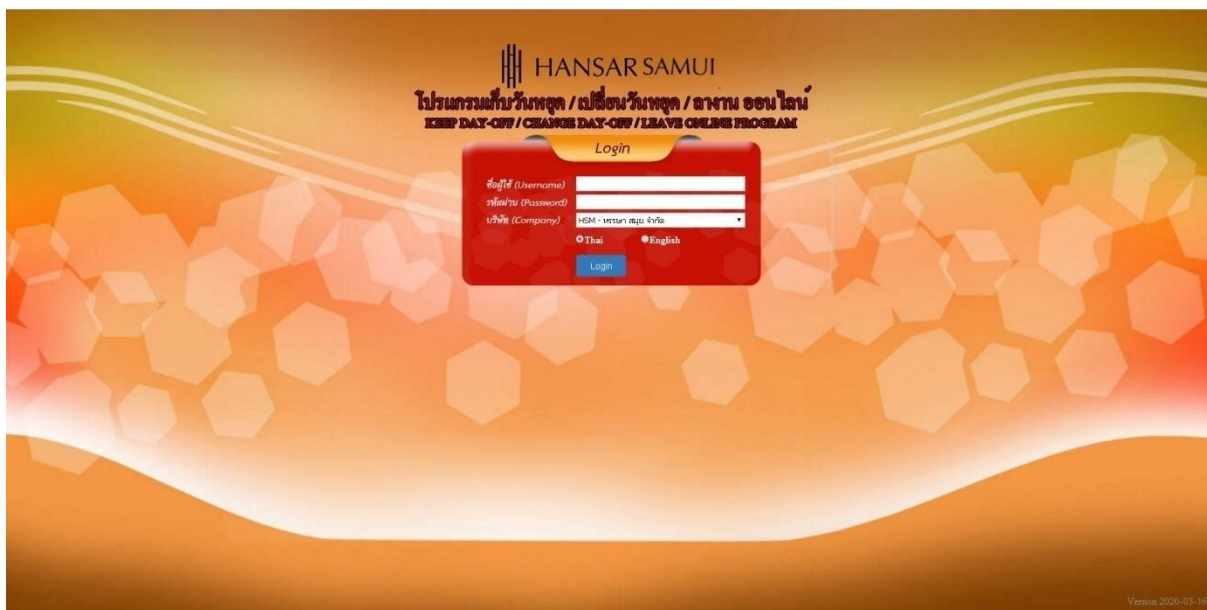 HANSAR SAMUI
โปรแกรมเก็บวันหยุด / เปลี่ยนวันหยุด / ลางาน ออนไลน์
KEEP DAY-OFF / CHANGE DAY-OFF / LEAVE ONLINE PROGRAM
Login
ชื่อผู้ใช้ (Username)
รหัสผ่าน (Password)
บริษัท (Company) HSM - หรรษา สมุย จำกัด
Thai English
Login
Version 2020-03-16